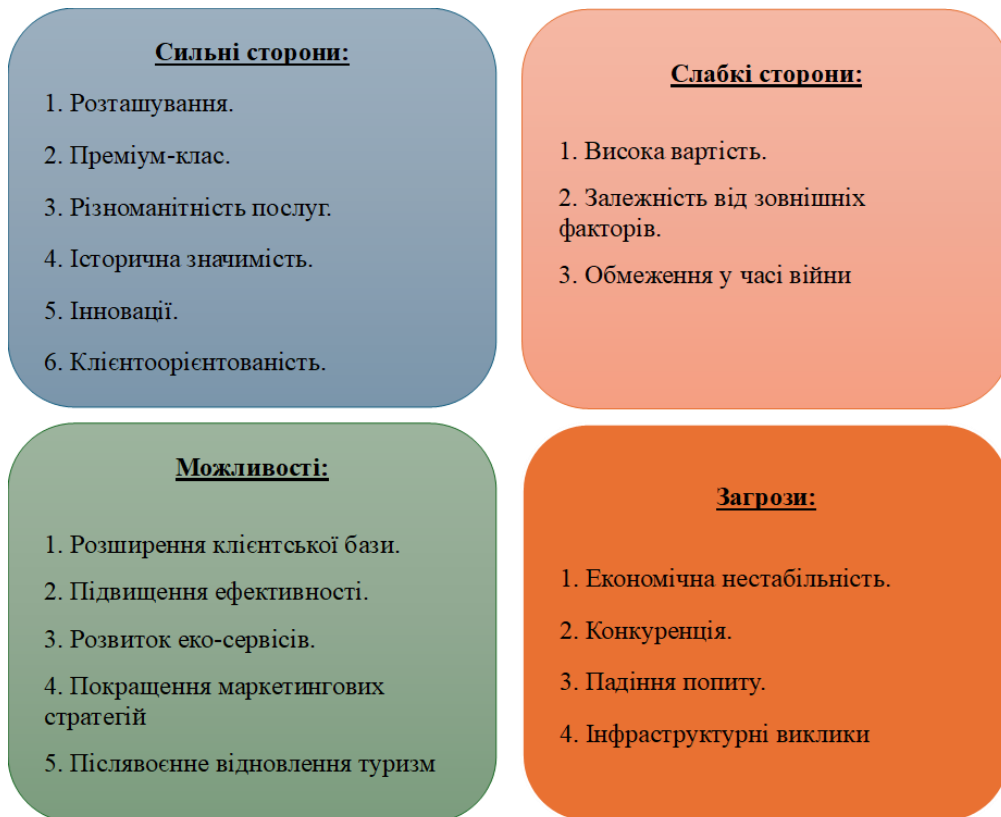 Сильні сторони:
1. Розташування.
2. Преміум-клас.
3. Різноманітність послуг.
4. Історична значимість.
5. Інновації.
6. Клієнтоорієнтованість.
Слабкі сторони:
1. Висока вартість.
2. Залежність від зовнішніх
факторів.
3. Обмеження у часі війни
Можливості:
1. Розширення клієнтської бази.
2. Підвищення ефективності.
3. Розвиток еко-сервісів.
4. Покращення маркетингових
стратегій
5. Післявоєнне відновлення туризм
Загрози:
1. Економічна нестабільність.
2. Конкуренція.
3. Падіння попиту.
4. Інфраструктурні виклики